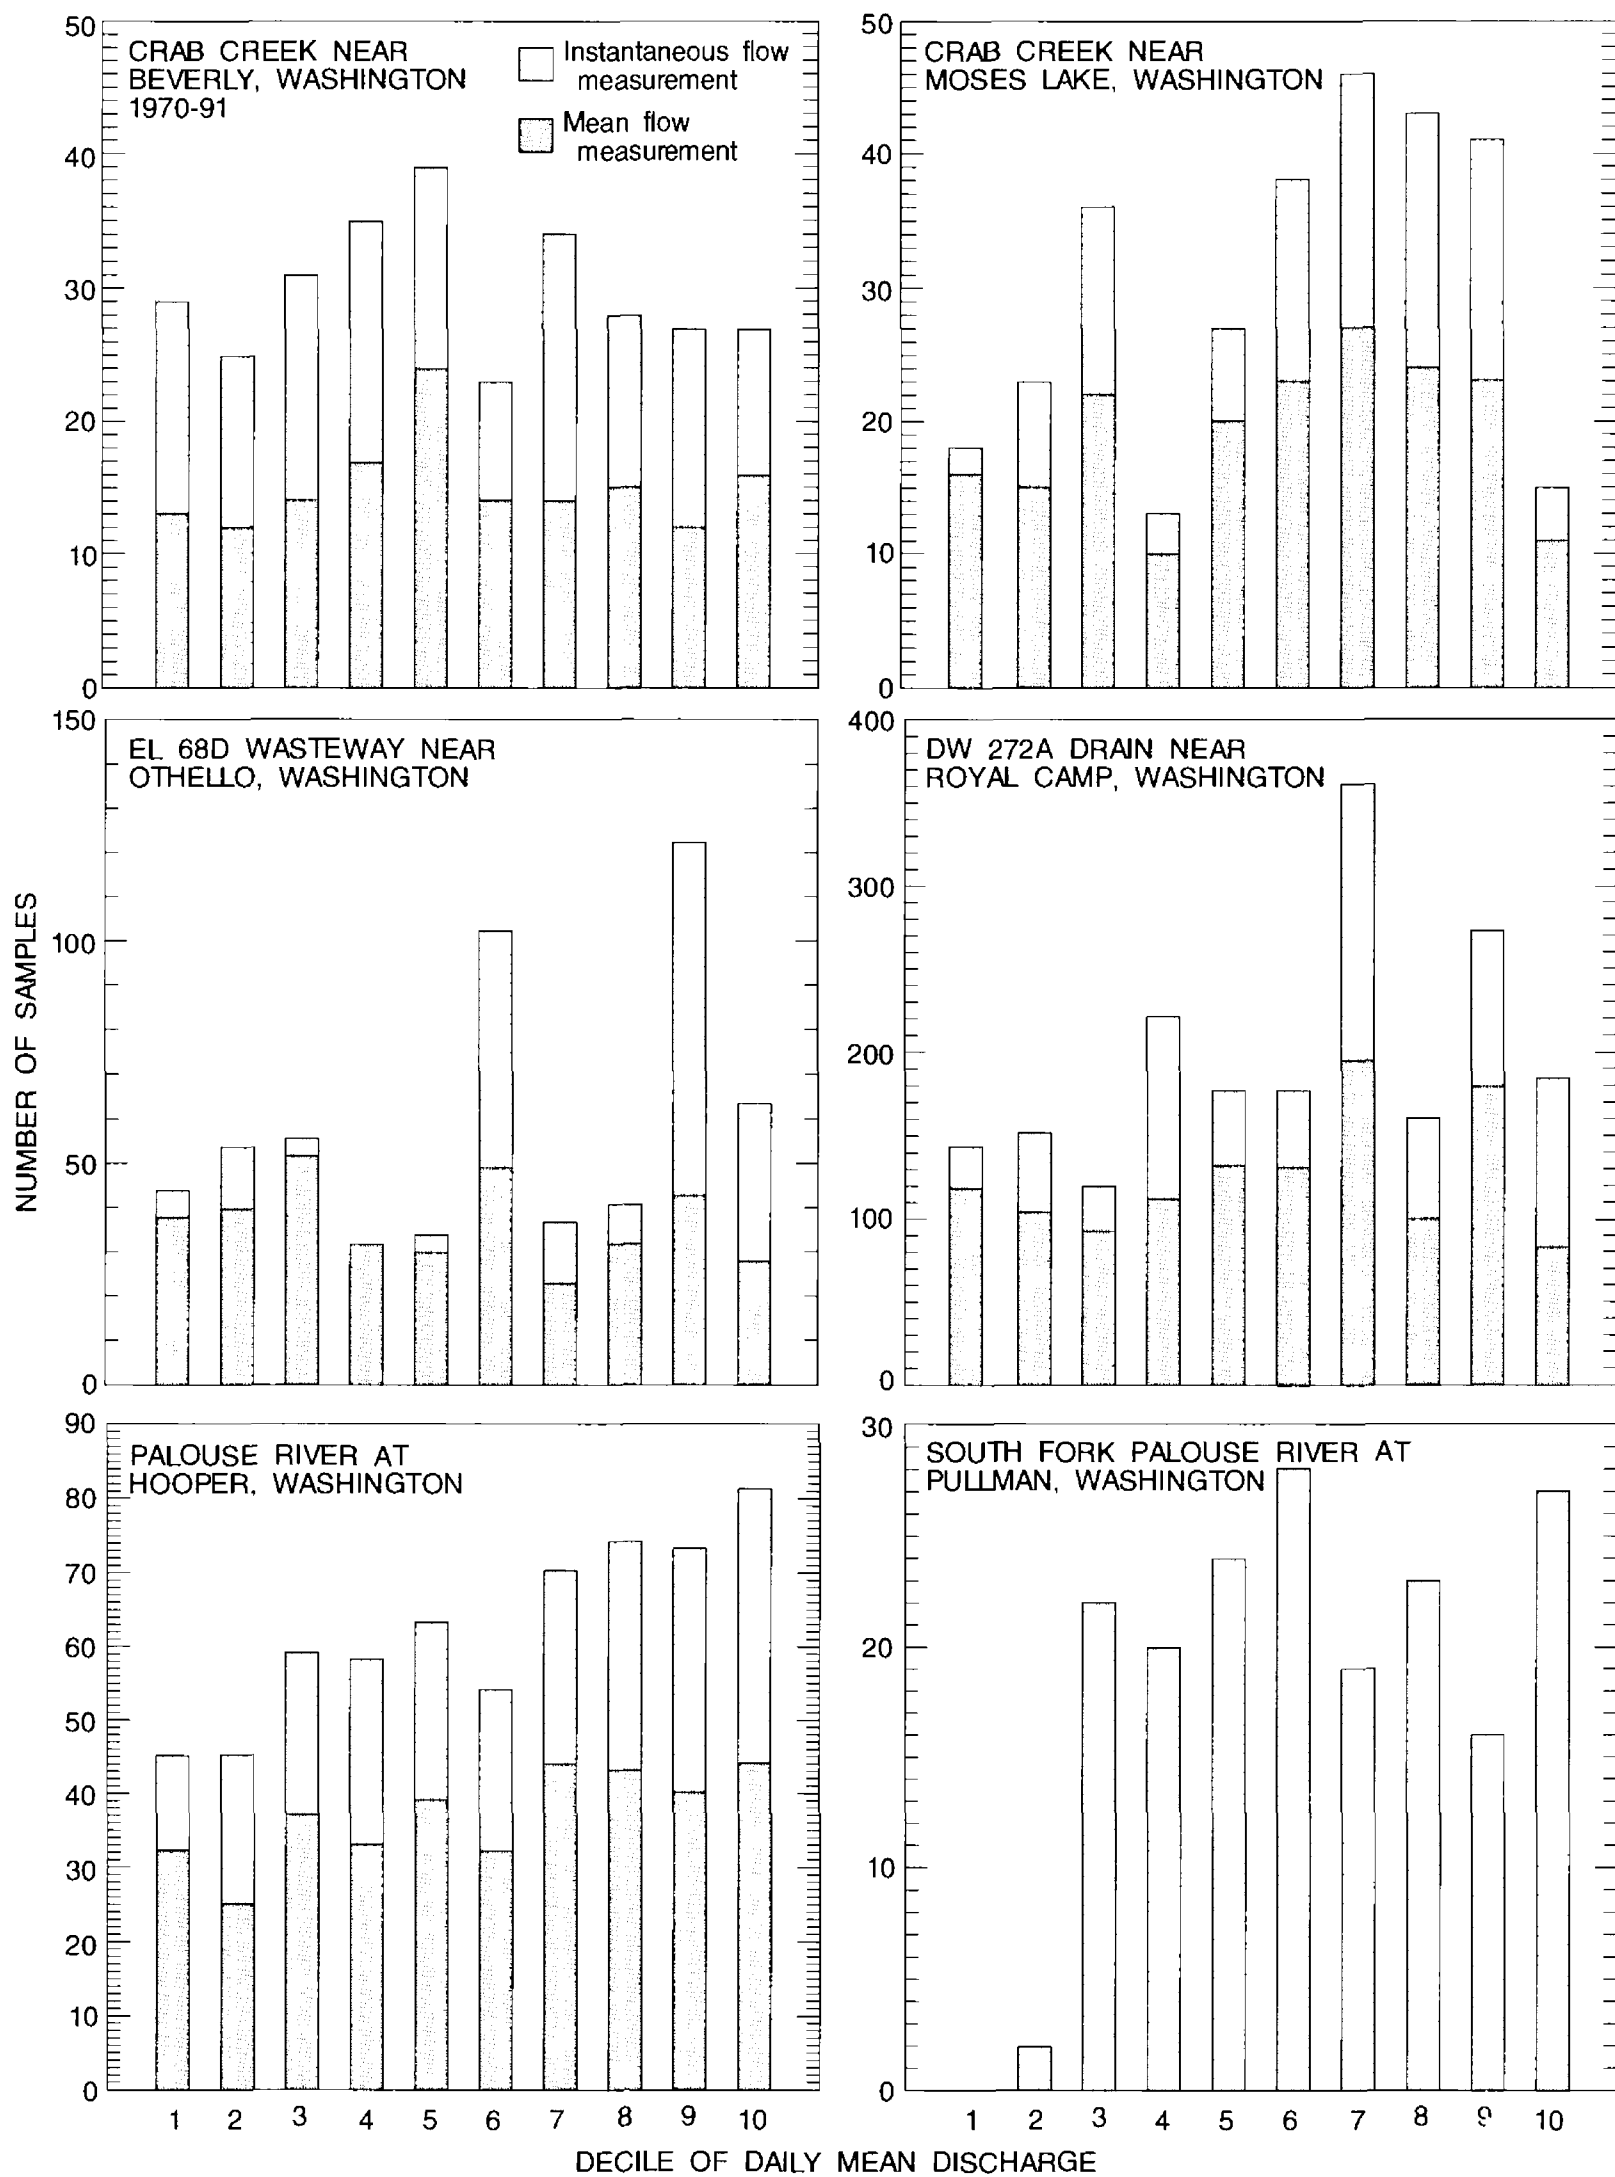 50
40
30
20
10
0
CRAB CREEK NEAR
BEVERLY, WASHINGTON
1970-91
Instantaneous flow
measurement
Mean flow
measurement
50
40
30
20
10
0
CRAB CREEK NEAR
MOSES LAKE, WASHINGTON
NUMBER OF SAMPLES
150
100
50
0
EL 68D WASTEWAY NEAR
OTHELLO, WASHINGTON
400
300
200
100
0
DW 272A DRAIN NEAR
ROYAL CAMP, WASHINGTON
90
80
70
60
50
40
30
20
10
0
PALOUSE RIVER AT
HOOPER, WASHINGTON
1 2 3 4 5 6 7 8 9 10
30
20
10
0
SOUTH FORK PALOUSE RIVER AT
PULLMAN, WASHINGTON
1 2 3 4 5 6 7 8 9 10
DECILE OF DAILY MEAN DISCHARGE